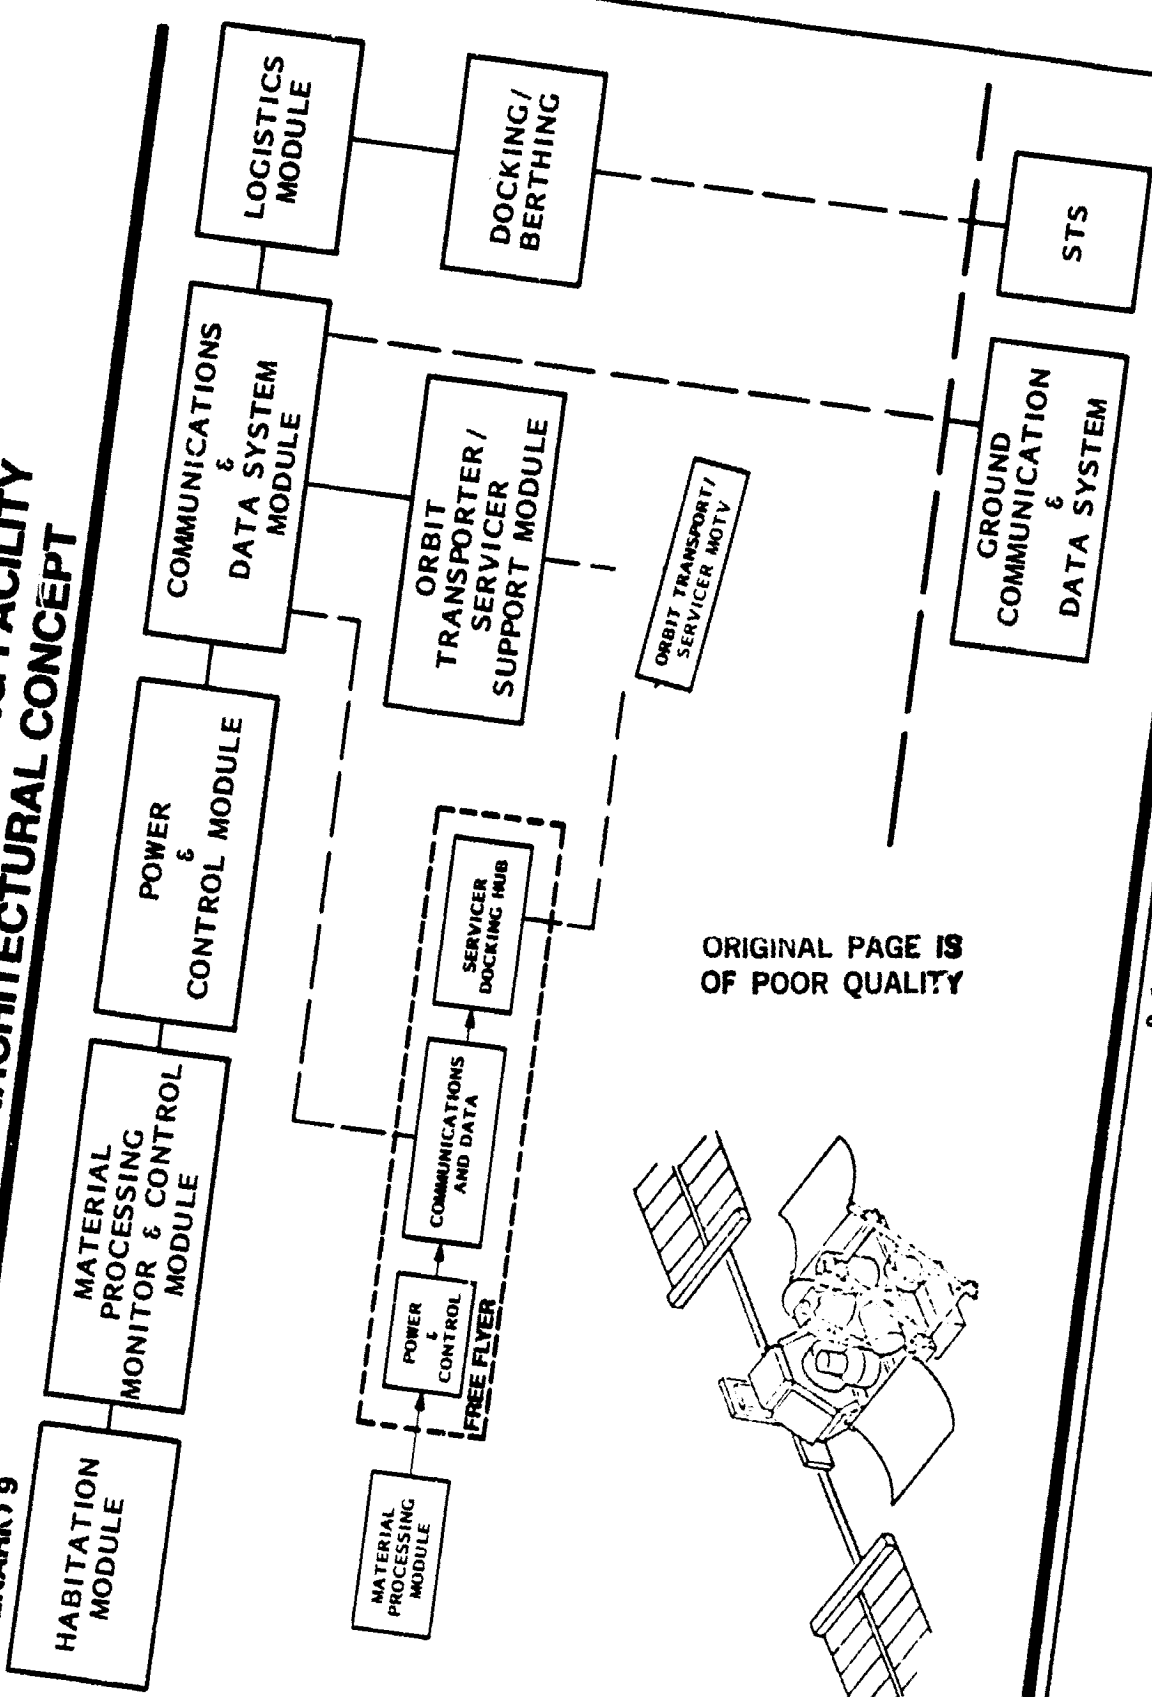 FACILITY
ARCHITECTURAL CONCEPT
HABITATION
MODULE
MATERIAL
PROCESSING
MONITOR & CONTROL
MODULE
POWER
&
CONTROL MODULE
COMMUNICATIONS
&
DATA SYSTEM
MODULE
LOGISTICS
MODULE
DOCKING/
BERTHING
ORBIT
TRANSPORTER/
SERVICER
SUPPORT MODULE
MATERIAL
PROCESSING
MODULE
POWER
&
CONTROL
COMMUNICATIONS
AND DATA
SERVICER
DOCKING HUB
FREE FLYER
ORBIT TRANSPORT/
SERVICER MOTV
GROUND
COMMUNICATION
&
DATA SYSTEM
STS
ORIGINAL PAGE IS
OF POOR QUALITY